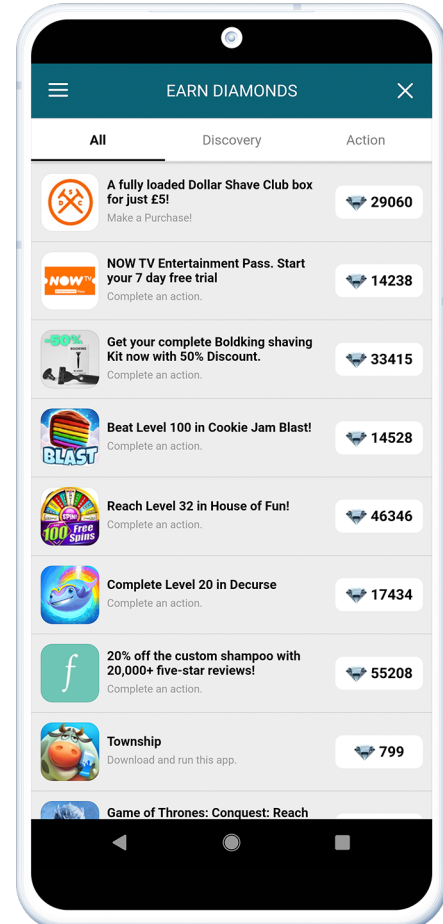 EARN DIAMONDS
All
Discovery
Action
D S C
A fully loaded Dollar Shave Club box
for just £5!
Make a Purchase!
29060
NOW TV
NOW TV Entertainment Pass. Start
your 7 day free trial
Complete an action.
14238
-50%
Get your complete Boldking shaving
Kit now with 50% Discount.
Complete an action.
33415
BLAST
Beat Level 100 in Cookie Jam Blast!
Complete an action.
14528
SPIN!
100 Free
Spins
Reach Level 32 in House of Fun!
Complete an action.
46346
Complete Level 20 in Decurse
Complete an action.
17434
f
20% off the custom shampoo with
20,000+ five-star reviews!
Complete an action.
55208
Township
Download and run this app.
799
Game of Thrones: Conquest: Reach